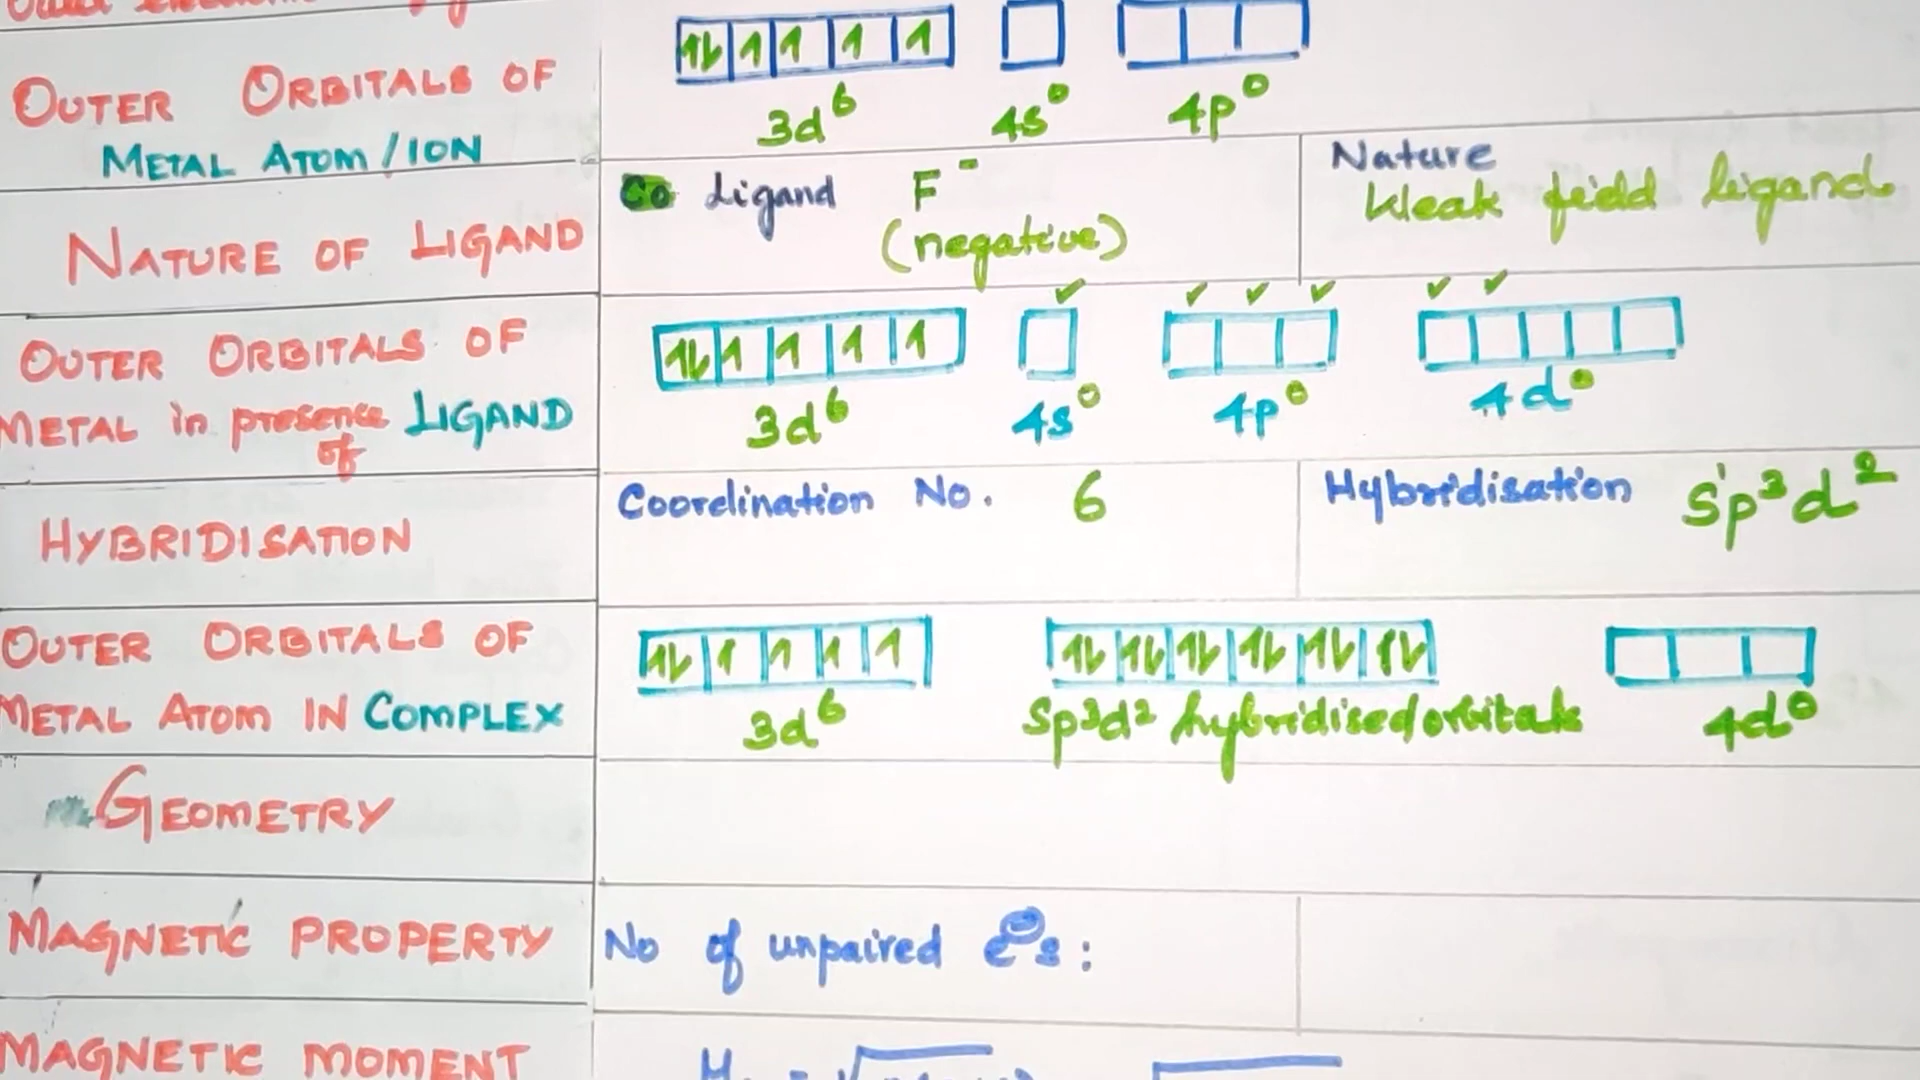 OUTER ORBITALS OF
METAL ATOM / ION
3d6 4s0 4p0
NATURE OF LIGAND
Co Ligand F-
(negative)
Nature
Weak field ligand
OUTER ORBITALS OF
METAL in presence of LIGAND
3d6 4s0 4p0 4d0
HYBRIDISATION
Coordination No. 6
Hybridisation sp3d2
OUTER ORBITALS OF
METAL ATOM IN COMPLEX
3d6 sp3d2 hybridised orbitals 4d0
GEOMETRY
MAGNETIC PROPERTY
No of unpaired e⊖s:
MAGNETIC MOMENT